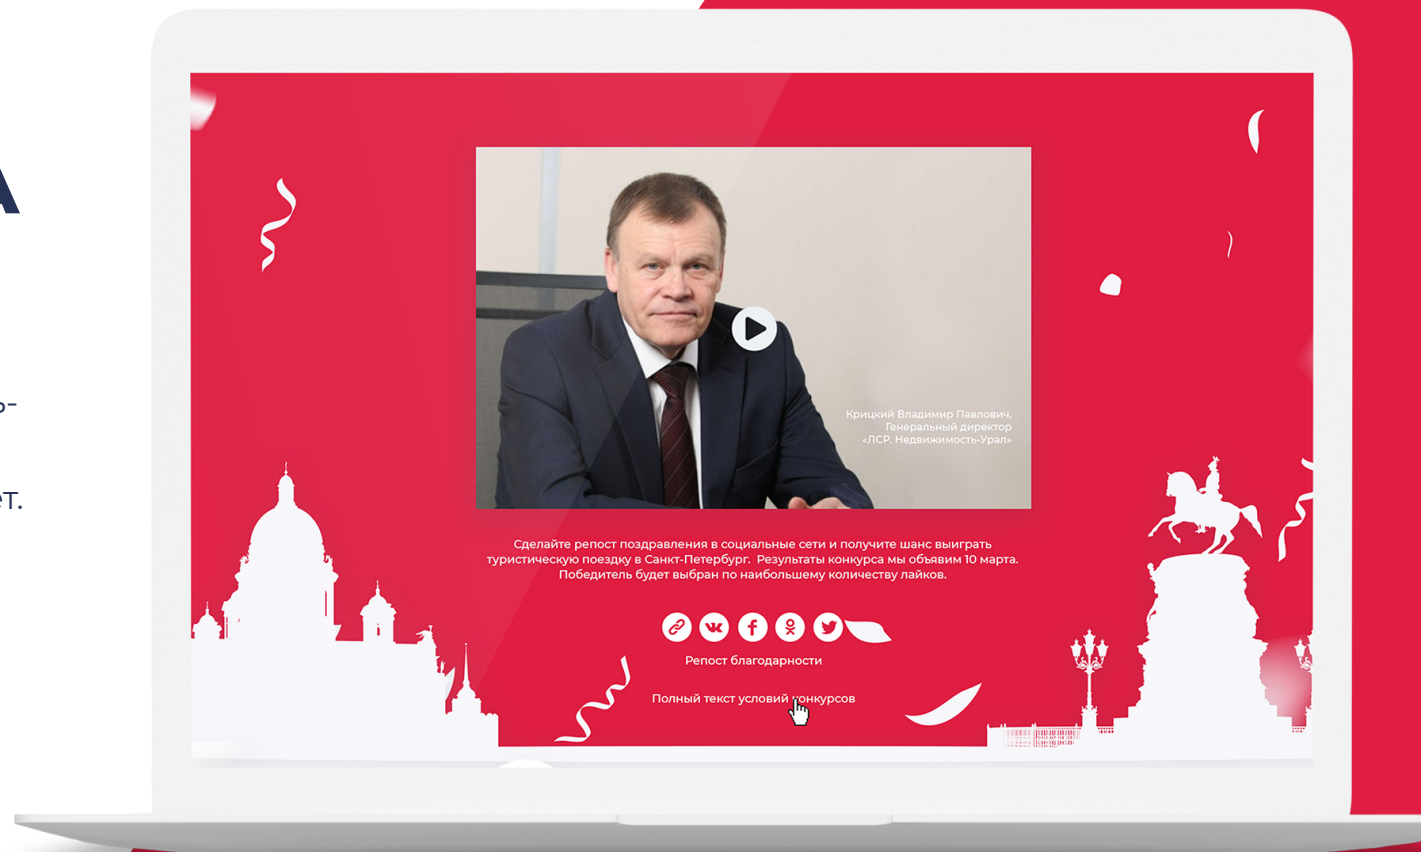 А
ь-
ет.
Крицкий Владимир Павлович,
Генеральный директор
«ЛСР. Недвижимость-Урал»
Сделайте репост поздравления в социальные сети и получите шанс выиграть
туристическую поездку в Санкт-Петербург. Результаты конкурса мы объявим 10 марта.
Победитель будет выбран по наибольшему количеству лайков.
Репост благодарности
Полный текст условий конкурсов